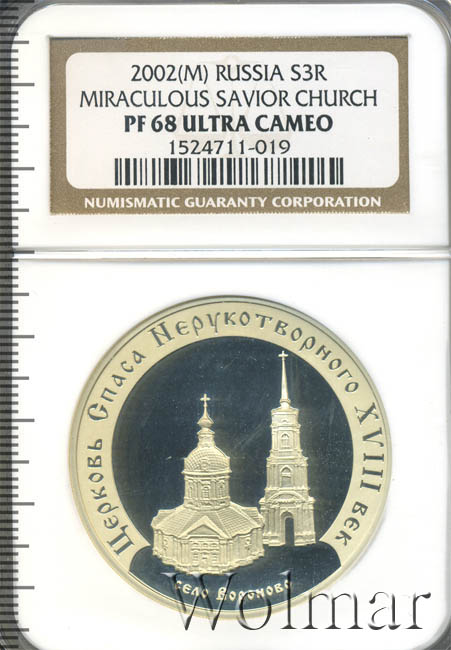 2002(M) RUSSIA S3R
MIRACULOUS SAVIOR CHURCH
PF 68 ULTRA CAMEO
1524711-019
NUMISMATIC GUARANTY CORPORATION
Церковь Спаса Нерукотворного XVIII век
село Вороново
Wolmar